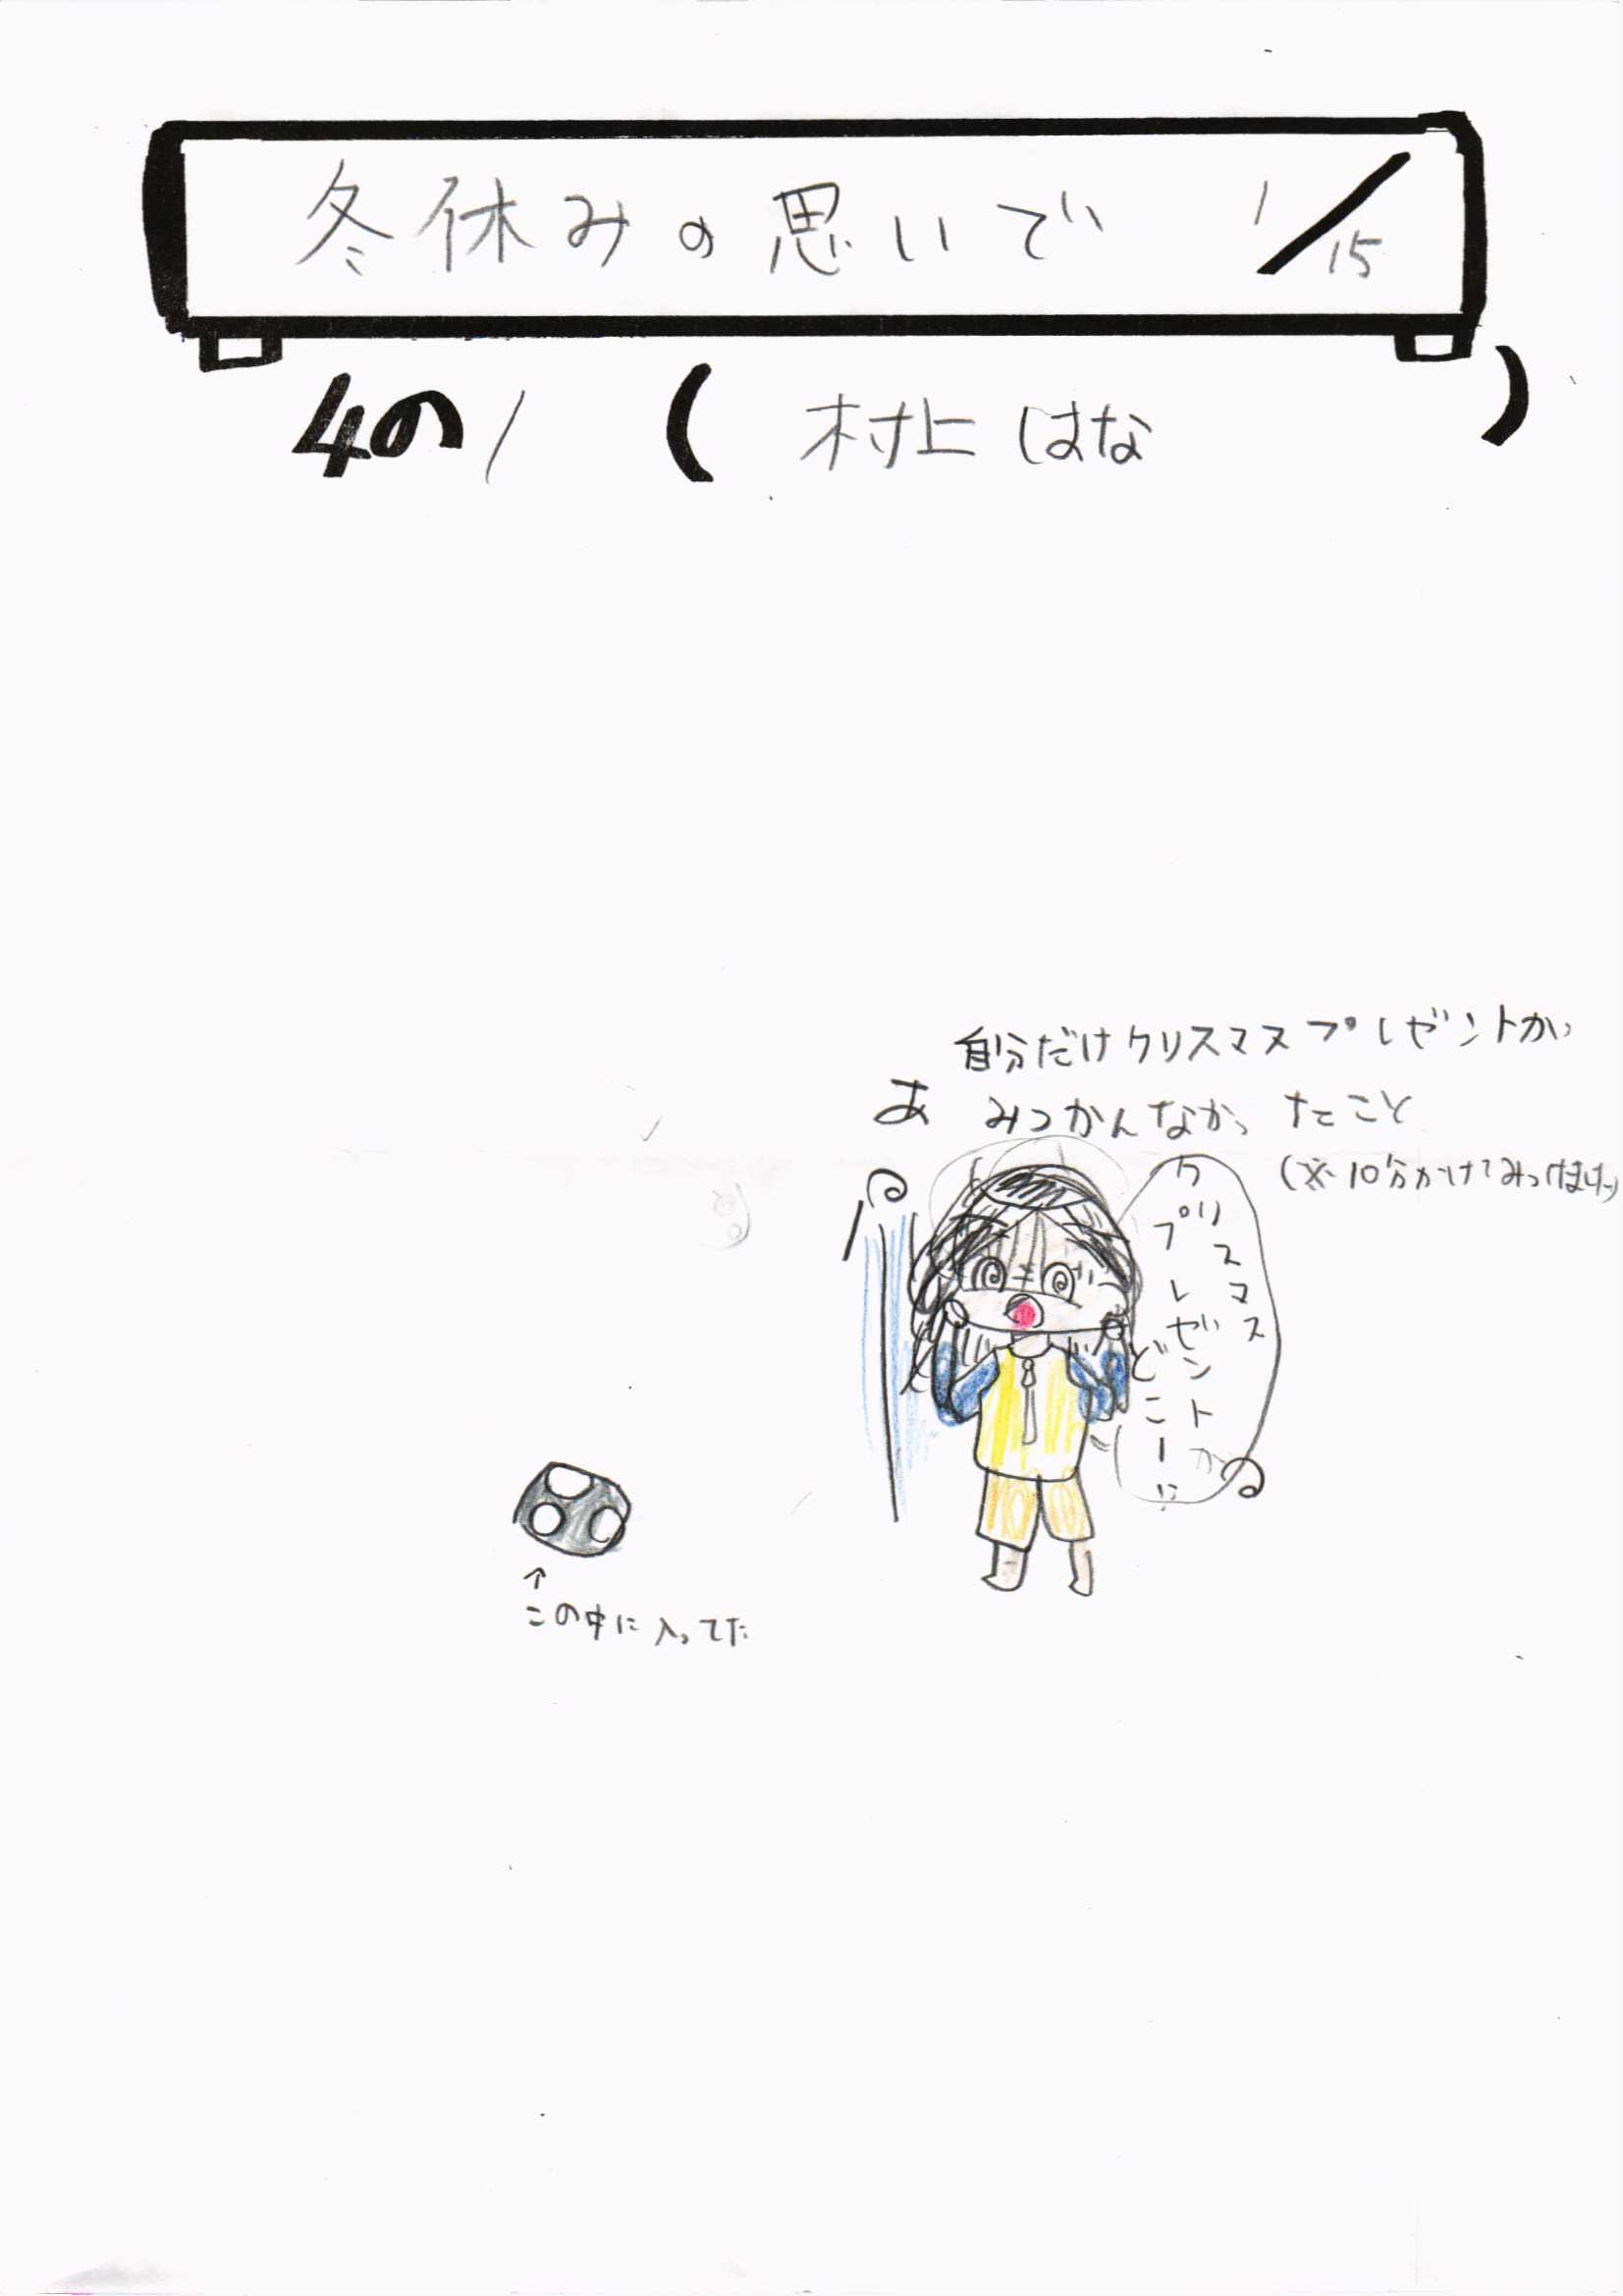 冬休みの思いで 1/15
4の1 (村上 はな)
自分だけクリスマスプレゼントが
みつかんなかったこと
(※10分かけてみつけました)
あ
クリスマス
プレゼントが
どこー!!
↑
この中に入ってた